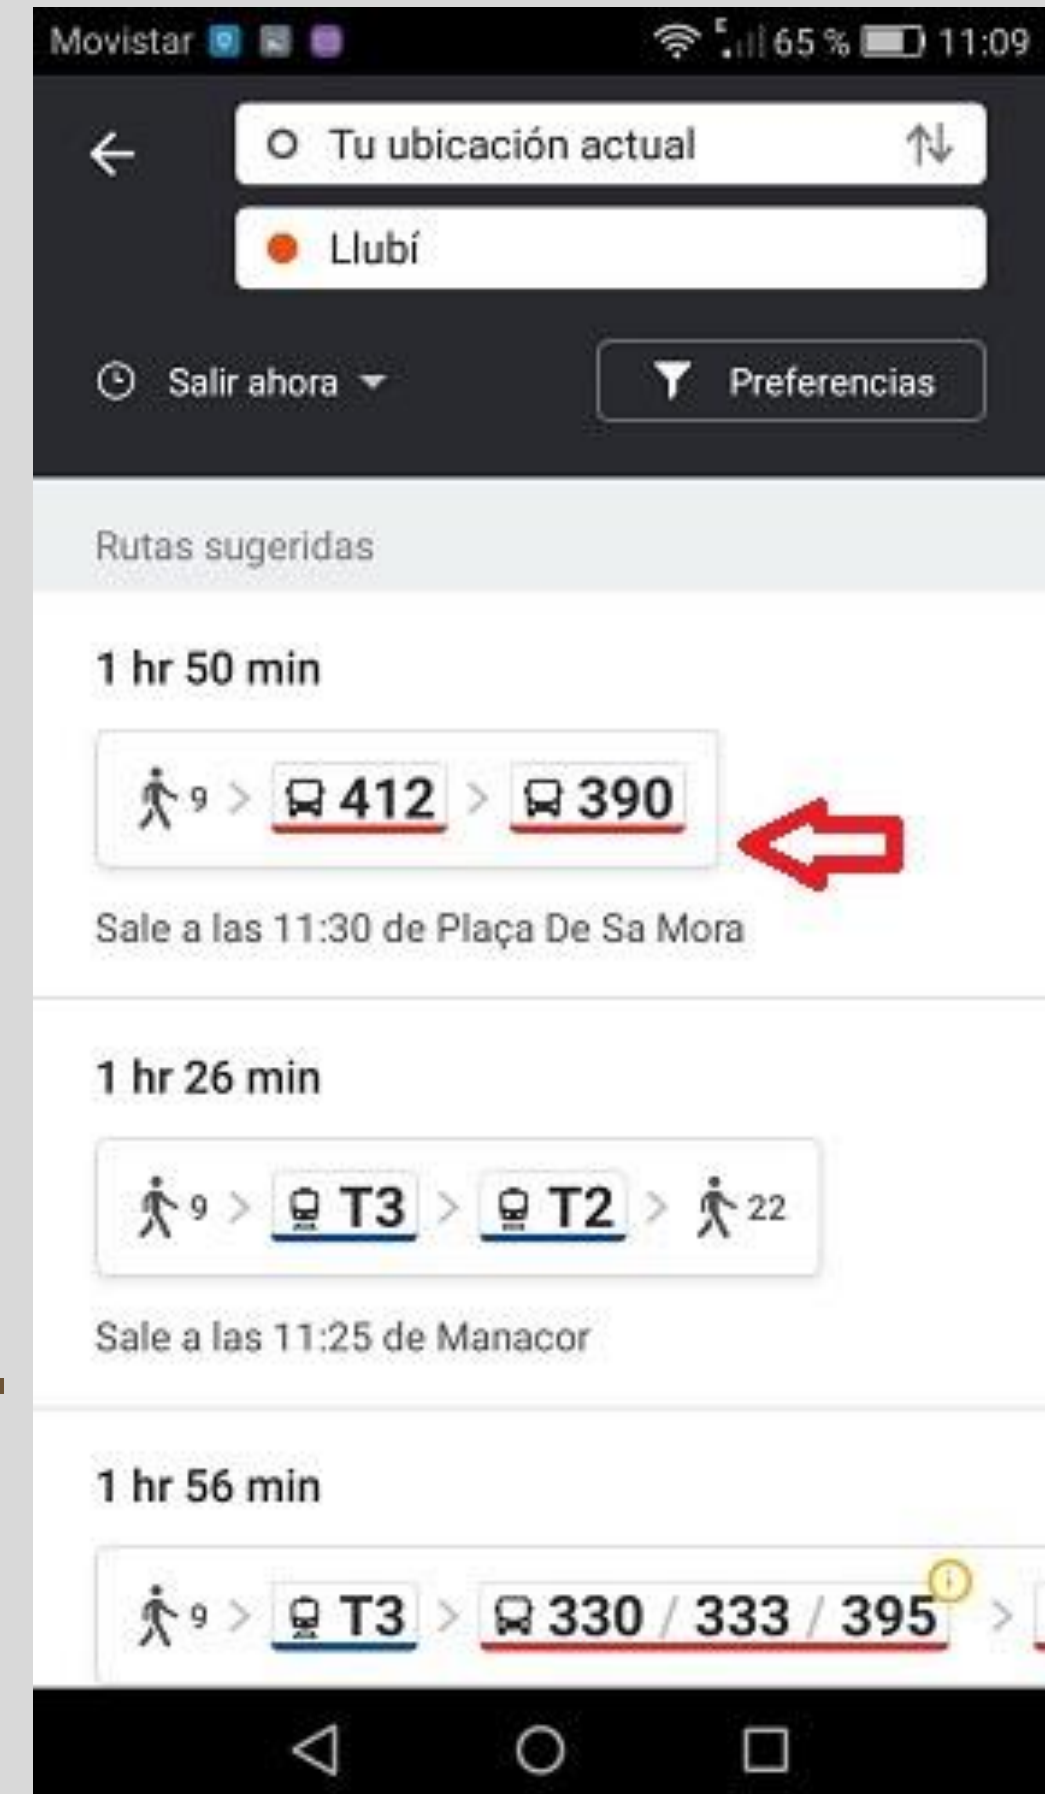 Movistar 65 % 11:09
Tu ubicación actual
Llubí
Salir ahora Preferencias
Rutas sugeridas
1 hr 50 min
9 > 412 > 390
Sale a las 11:30 de Plaça De Sa Mora
1 hr 26 min
9 > T3 > T2 > 22
Sale a las 11:25 de Manacor
1 hr 56 min
9 > T3 > 330 / 333 / 395 >